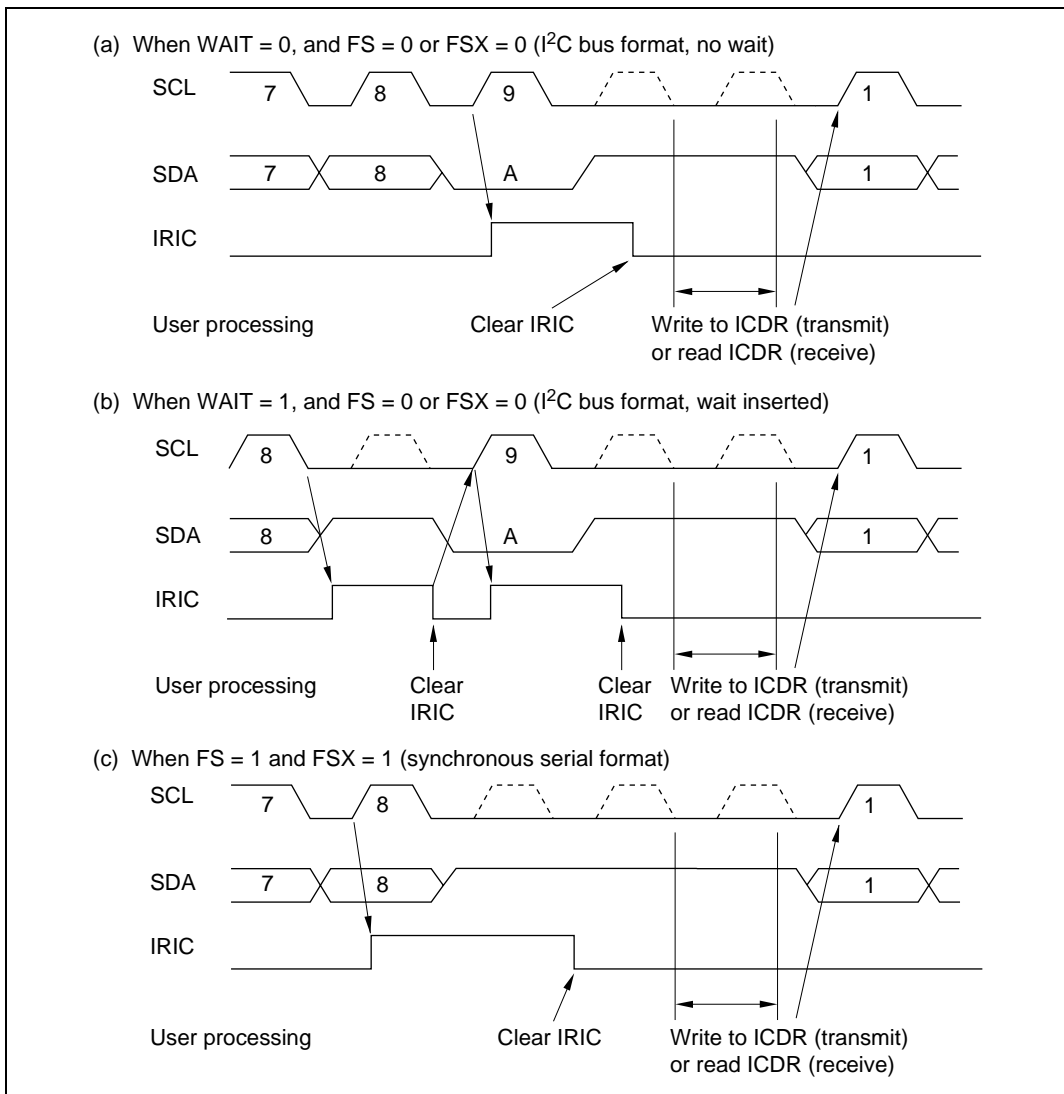 (a) When WAIT = 0, and FS = 0 or FSX = 0 (I²C bus format, no wait)
SCL
7 8 9 1
SDA
7 8 A 1
IRIC
User processing Clear IRIC Write to ICDR (transmit)
or read ICDR (receive)
(b) When WAIT = 1, and FS = 0 or FSX = 0 (I²C bus format, wait inserted)
SCL
8 9 1
SDA
8 A 1
IRIC
User processing Clear Clear Write to ICDR (transmit)
IRIC IRIC or read ICDR (receive)
(c) When FS = 1 and FSX = 1 (synchronous serial format)
SCL
7 8 1
SDA
7 8 1
IRIC
User processing Clear IRIC Write to ICDR (transmit)
or read ICDR (receive)